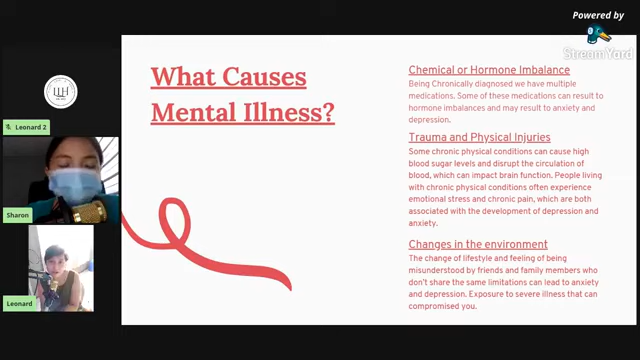 Powered by
StreamYard
What Causes
Mental Illness?
Chemical or Hormone Imbalance
Being Chronically diagnosed we have multiple
medications. Some of these medications can result to
hormone imbalances and may result to anxiety and
depression.
Trauma and Physical Injuries
Some chronic physical conditions can cause high
blood sugar levels and disrupt the circulation of
blood, which can impact brain function. People living
with chronic physical conditions often experience
emotional stress and chronic pain, which are both
associated with the development of depression and
anxiety.
Changes in the environment
The change of lifestyle and feeling of being
misunderstood by friends and family members who
don't share the same limitations can lead to anxiety
and depression. Exposure to severe illness that can
compromised you.
Leonard 2
Sharon
Leonard